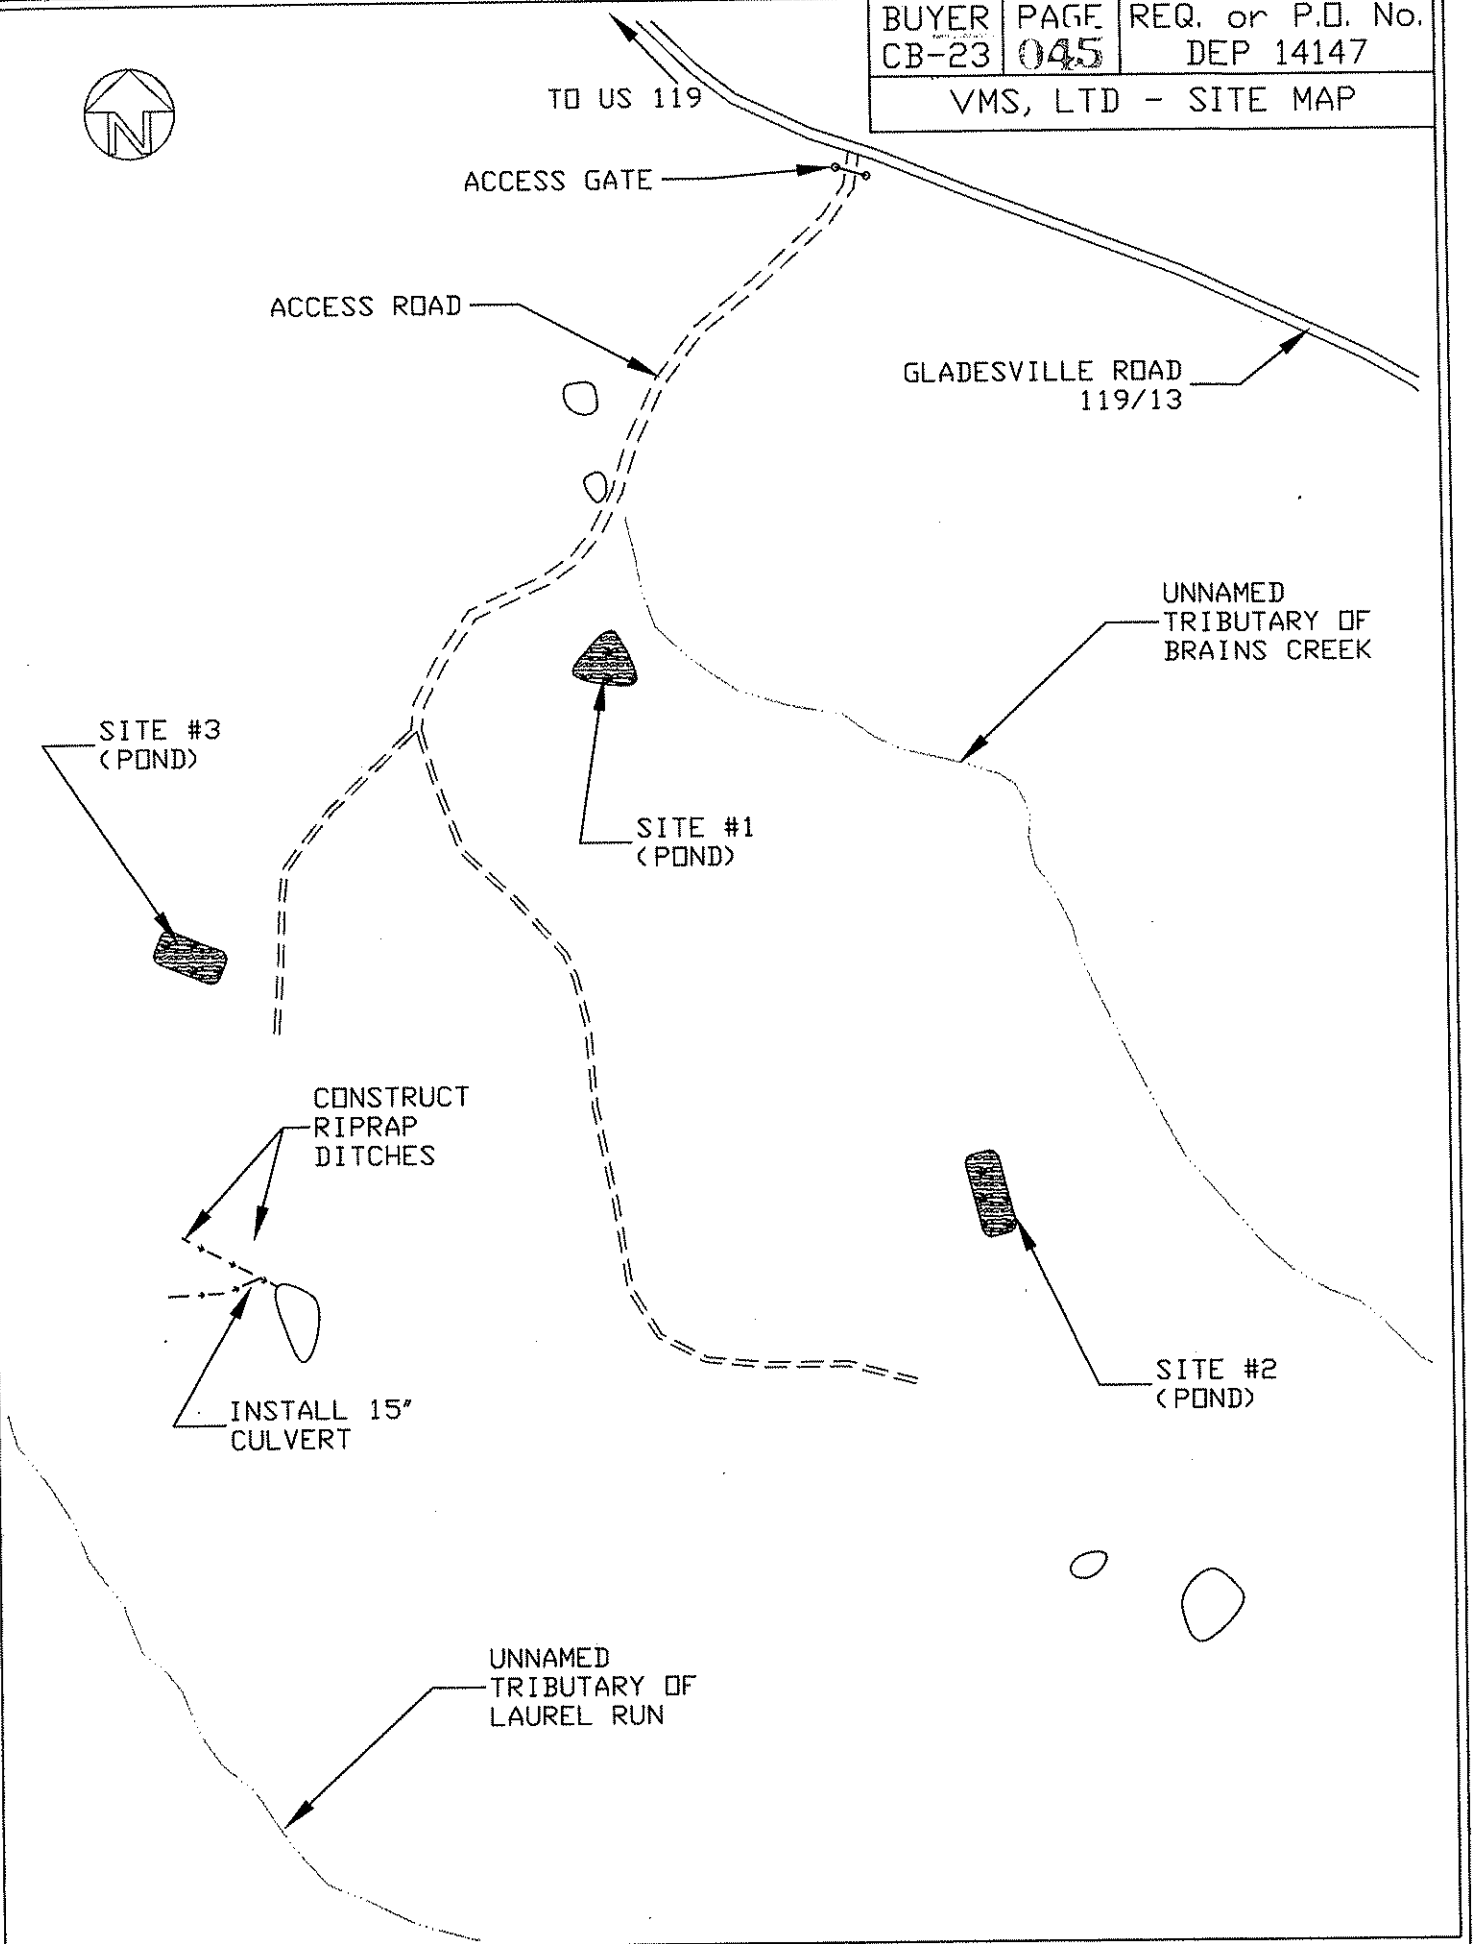 BUYER PAGE REQ. or P.O. No.
CB-23 045 DEP 14147
VMS, LTD - SITE MAP
N
TO US 119
ACCESS GATE
ACCESS ROAD
GLADESVILLE ROAD
119/13
UNNAMED
TRIBUTARY OF
BRAINS CREEK
SITE #3
(POND)
SITE #1
(POND)
CONSTRUCT
RIPRAP
DITCHES
SITE #2
(POND)
INSTALL 15"
CULVERT
UNNAMED
TRIBUTARY OF
LAUREL RUN